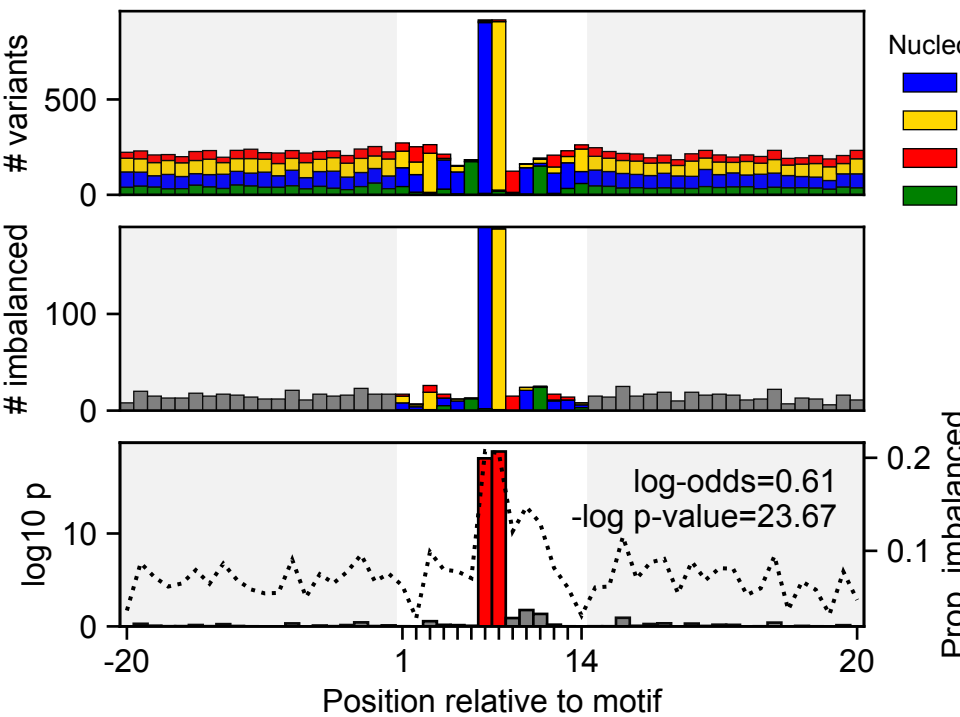 # variants
500
0
Nucleo
# imbalanced
100
0
log10 p
10
0
log-odds=0.61
-log p-value=23.67
0.2
0.1
Prop. imbalanced
-20
1
14
20
Position relative to motif